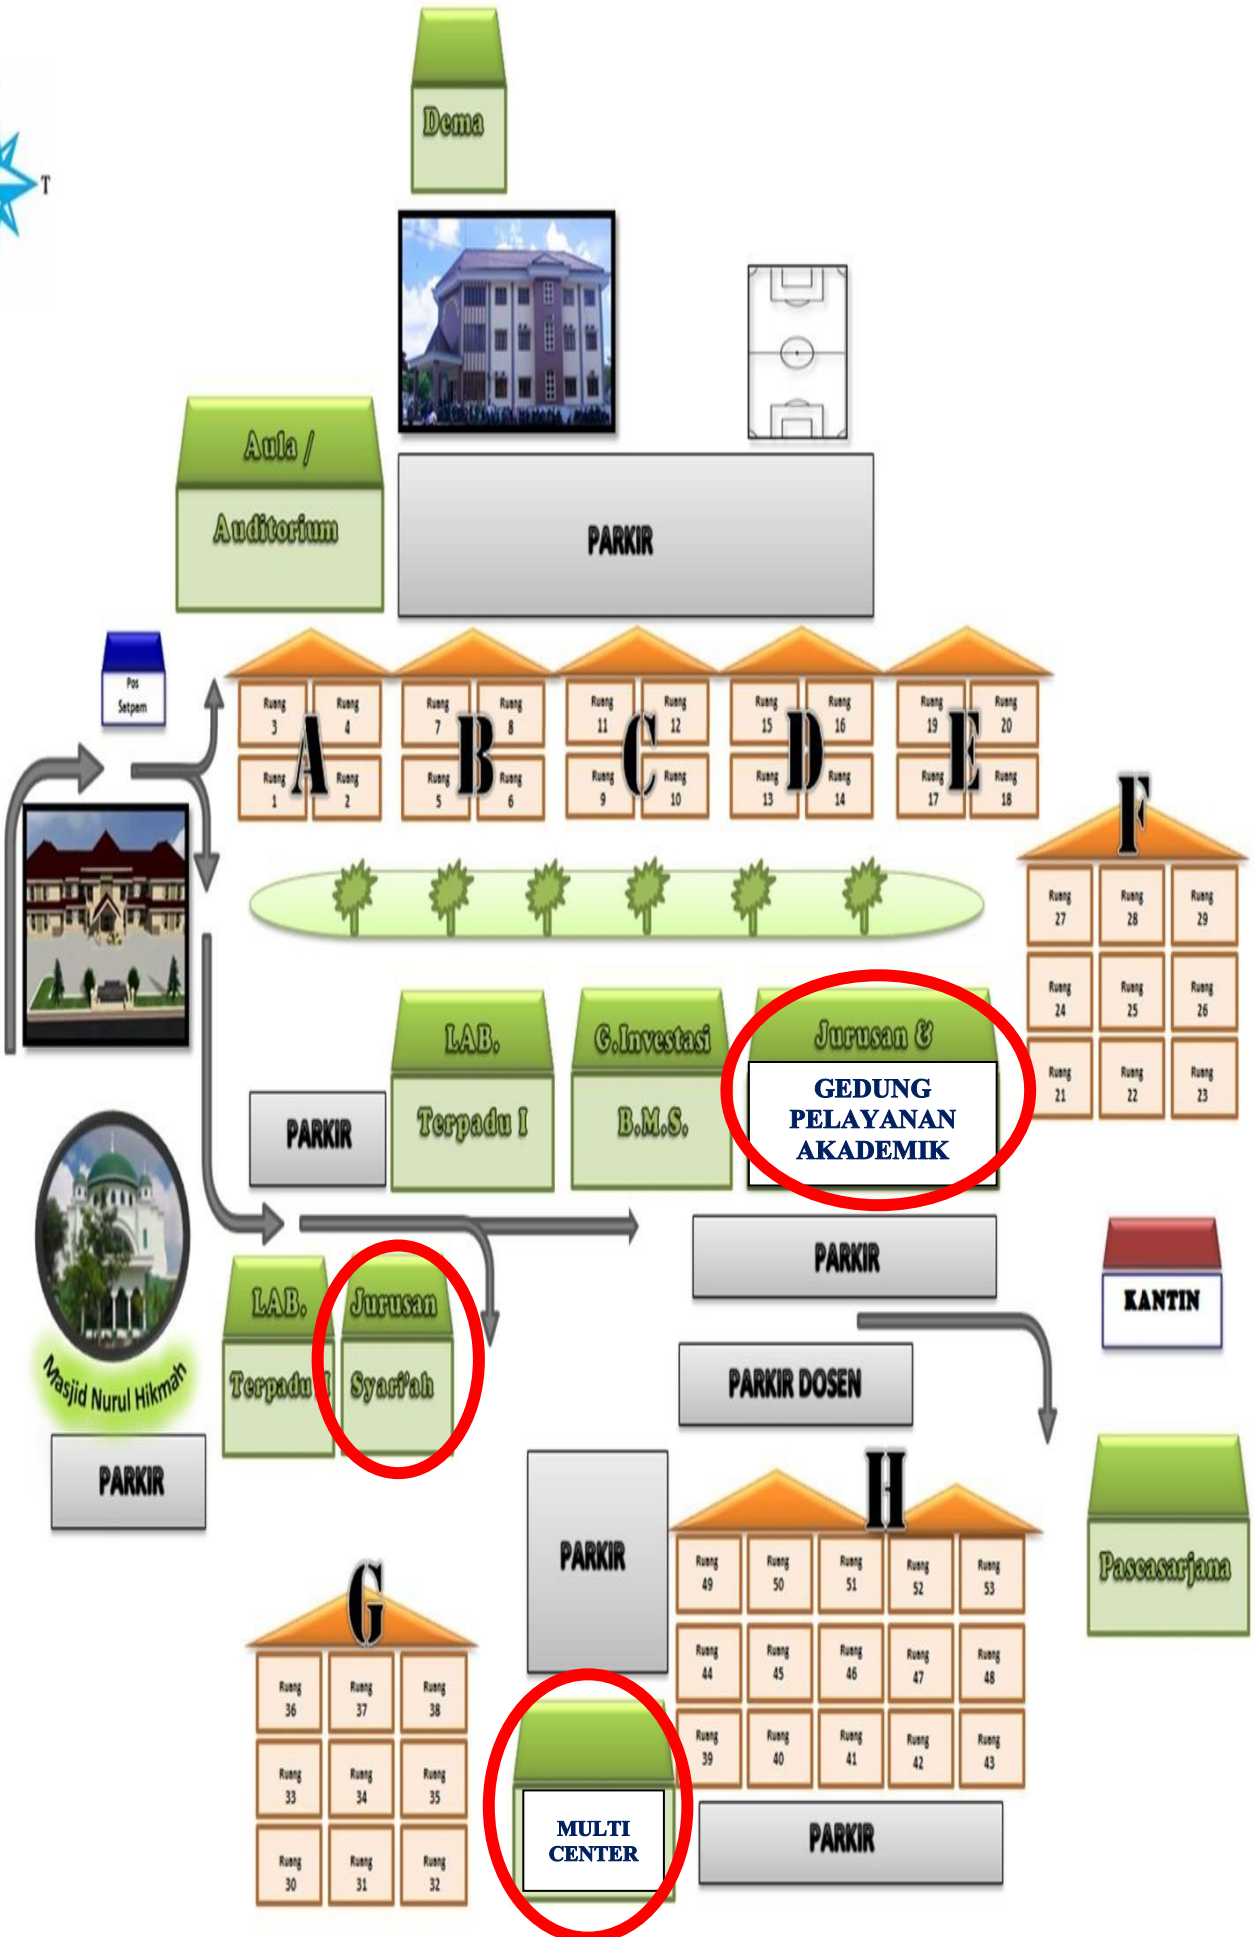 Dema
T
Aula /
Auditorium
PARKIR
Pos
Setpam
Ruang
3
Ruang
4
Ruang
1
Ruang
2
A
Ruang
7
Ruang
8
Ruang
5
Ruang
6
B
Ruang
11
Ruang
12
Ruang
9
Ruang
10
C
Ruang
15
Ruang
16
Ruang
13
Ruang
14
D
Ruang
19
Ruang
20
Ruang
17
Ruang
18
E
F
Ruang
27
Ruang
28
Ruang
29
Ruang
24
Ruang
25
Ruang
26
Ruang
21
Ruang
22
Ruang
23
LAB.
Terpadu I
G.Investasi
B.M.S.
Jurusan &
GEDUNG
PELAYANAN
AKADEMIK
PARKIR
PARKIR
KANTIN
LAB.
Terpadu I
Jurusan
Syari'ah
Masjid Nurul Hikmah
PARKIR
PARKIR DOSEN
PARKIR
H
Ruang
49
Ruang
50
Ruang
51
Ruang
52
Ruang
53
Ruang
44
Ruang
45
Ruang
46
Ruang
47
Ruang
48
Ruang
39
Ruang
40
Ruang
41
Ruang
42
Ruang
43
Pascasarjana
G
Ruang
36
Ruang
37
Ruang
38
Ruang
33
Ruang
34
Ruang
35
Ruang
30
Ruang
31
Ruang
32
MULTI
CENTER
PARKIR